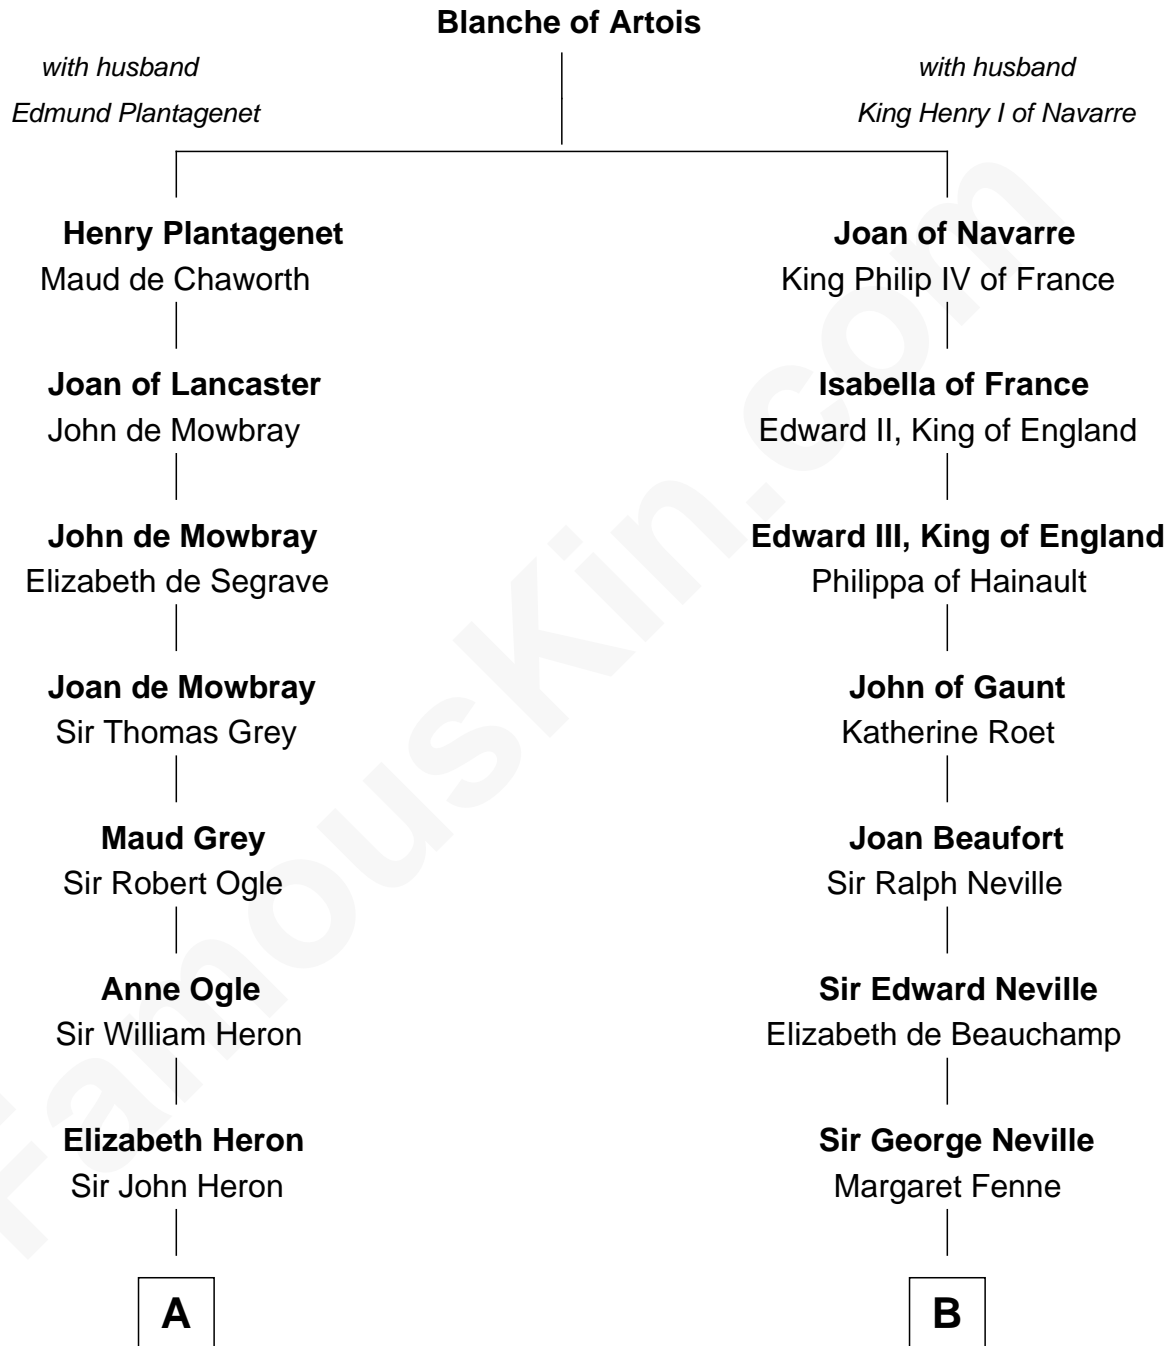 Blanche of Artois
with husband
Edmund Plantagenet
with husband
King Henry I of Navarre
Henry Plantagenet
Maud de Chaworth
Joan of Navarre
King Philip IV of France
Joan of Lancaster
John de Mowbray
Isabella of France
Edward II, King of England
John de Mowbray
Elizabeth de Segrave
Edward III, King of England
Philippa of Hainault
Joan de Mowbray
Sir Thomas Grey
John of Gaunt
Katherine Roet
Maud Grey
Sir Robert Ogle
Joan Beaufort
Sir Ralph Neville
Anne Ogle
Sir William Heron
Sir Edward Neville
Elizabeth de Beauchamp
Elizabeth Heron
Sir John Heron
Sir George Neville
Margaret Fenne
A
B
FamousKin.com